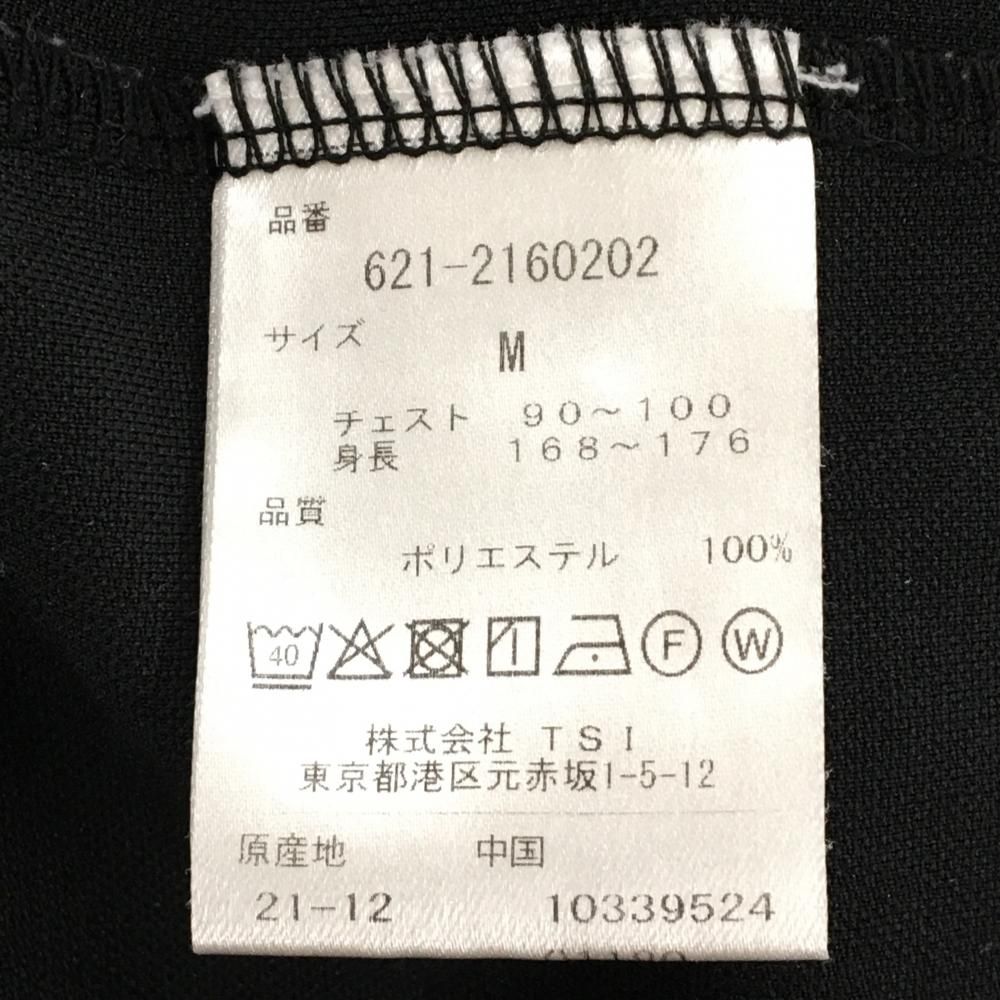 品番
621-2160202
サイズ M
チェスト 90~100
身長 168~176
品質
ポリエステル 100%
40 F W
株式会社 TSI
東京都港区元赤坂1-5-12
原産地 中国
21-12 10339524